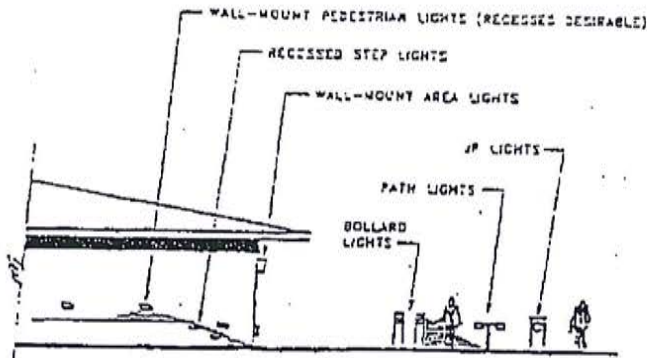 WALL-MOUNT PEDESTRIAN LIGHTS (RECESSES DESIRABLE)
RECESSED STEP LIGHTS
WALL-MOUNT AREA LIGHTS
UP LIGHTS
PATH LIGHTS
BOLLARD
LIGHTS